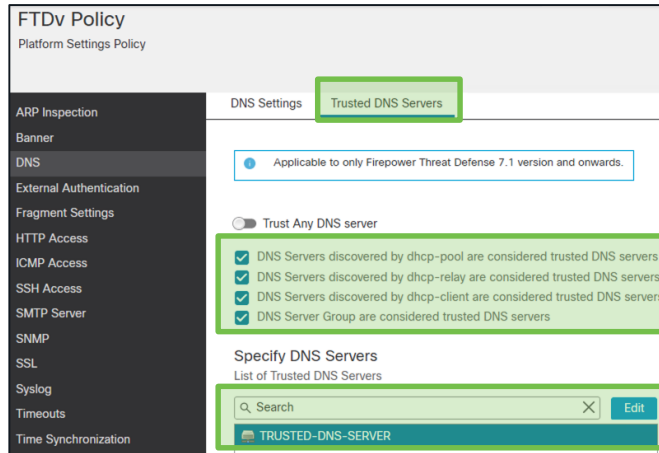 FTDv Policy
Platform Settings Policy
ARP Inspection
Banner
DNS
External Authentication
Fragment Settings
HTTP Access
ICMP Access
SSH Access
SMTP Server
SNMP
SSL
Syslog
Timeouts
Time Synchronization
DNS Settings Trusted DNS Servers
Applicable to only Firepower Threat Defense 7.1 version and onwards.
Trust Any DNS server
DNS Servers discovered by dhcp-pool are considered trusted DNS servers
DNS Servers discovered by dhcp-relay are considered trusted DNS servers
DNS Servers discovered by dhcp-client are considered trusted DNS server
DNS Server Group are considered trusted DNS servers
Specify DNS Servers
List of Trusted DNS Servers
Search
Edit
TRUSTED-DNS-SERVER